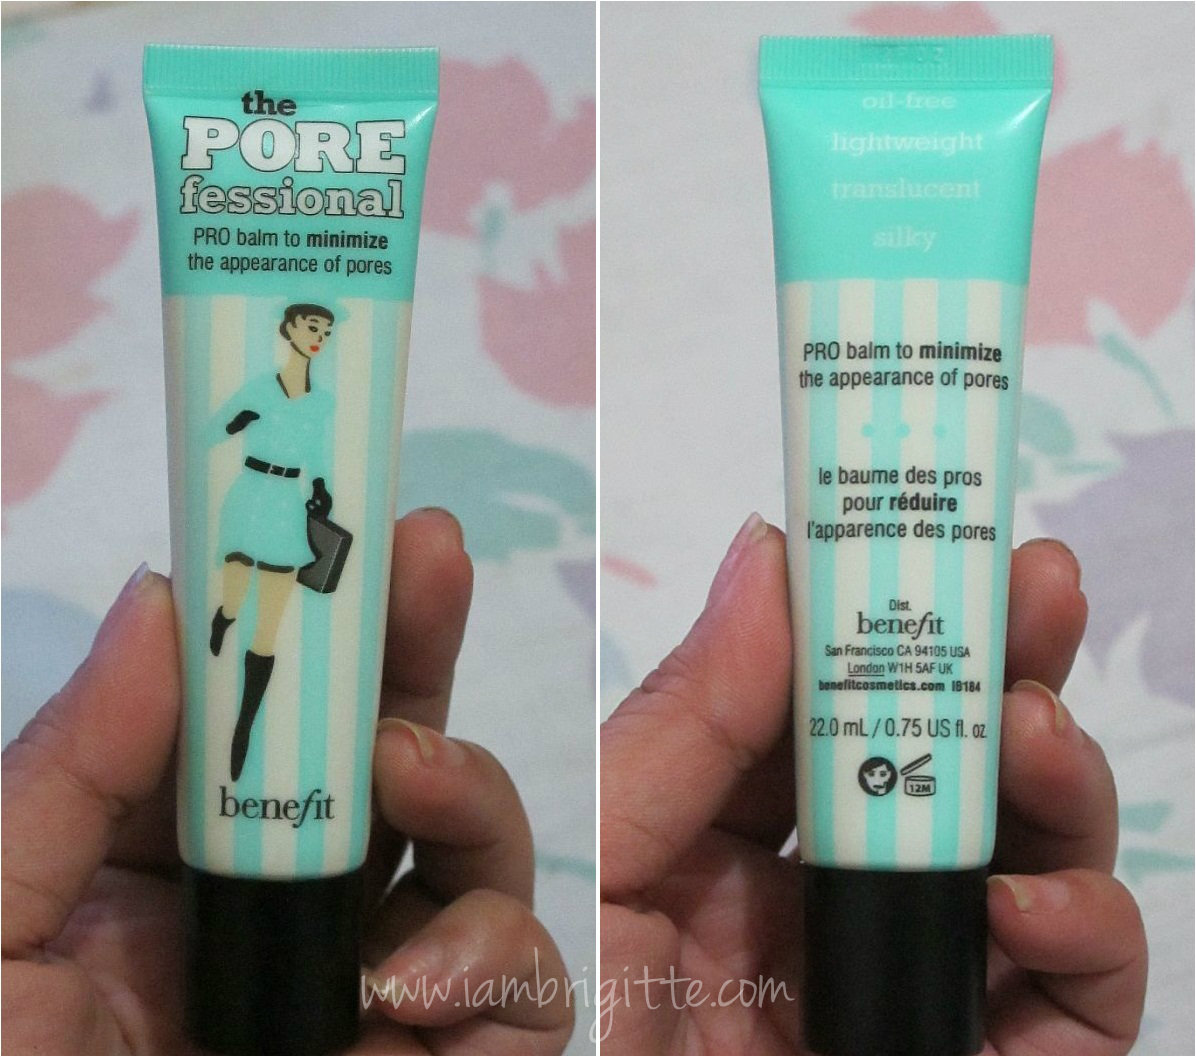 the
PORE
fessional
PRO balm to minimize
the appearance of pores
benefit
oil-free
lightweight
translucent
silky
PRO balm to minimize
the appearance of pores
le baume des pros
pour réduire
l'apparence des pores
Dist.
benefit
San Francisco CA 94105 USA
London W1H 5AF UK
benefitcosmetics.com IB184
22.0 mL / 0.75 US fl. oz.
12M
www.iambrigitte.com